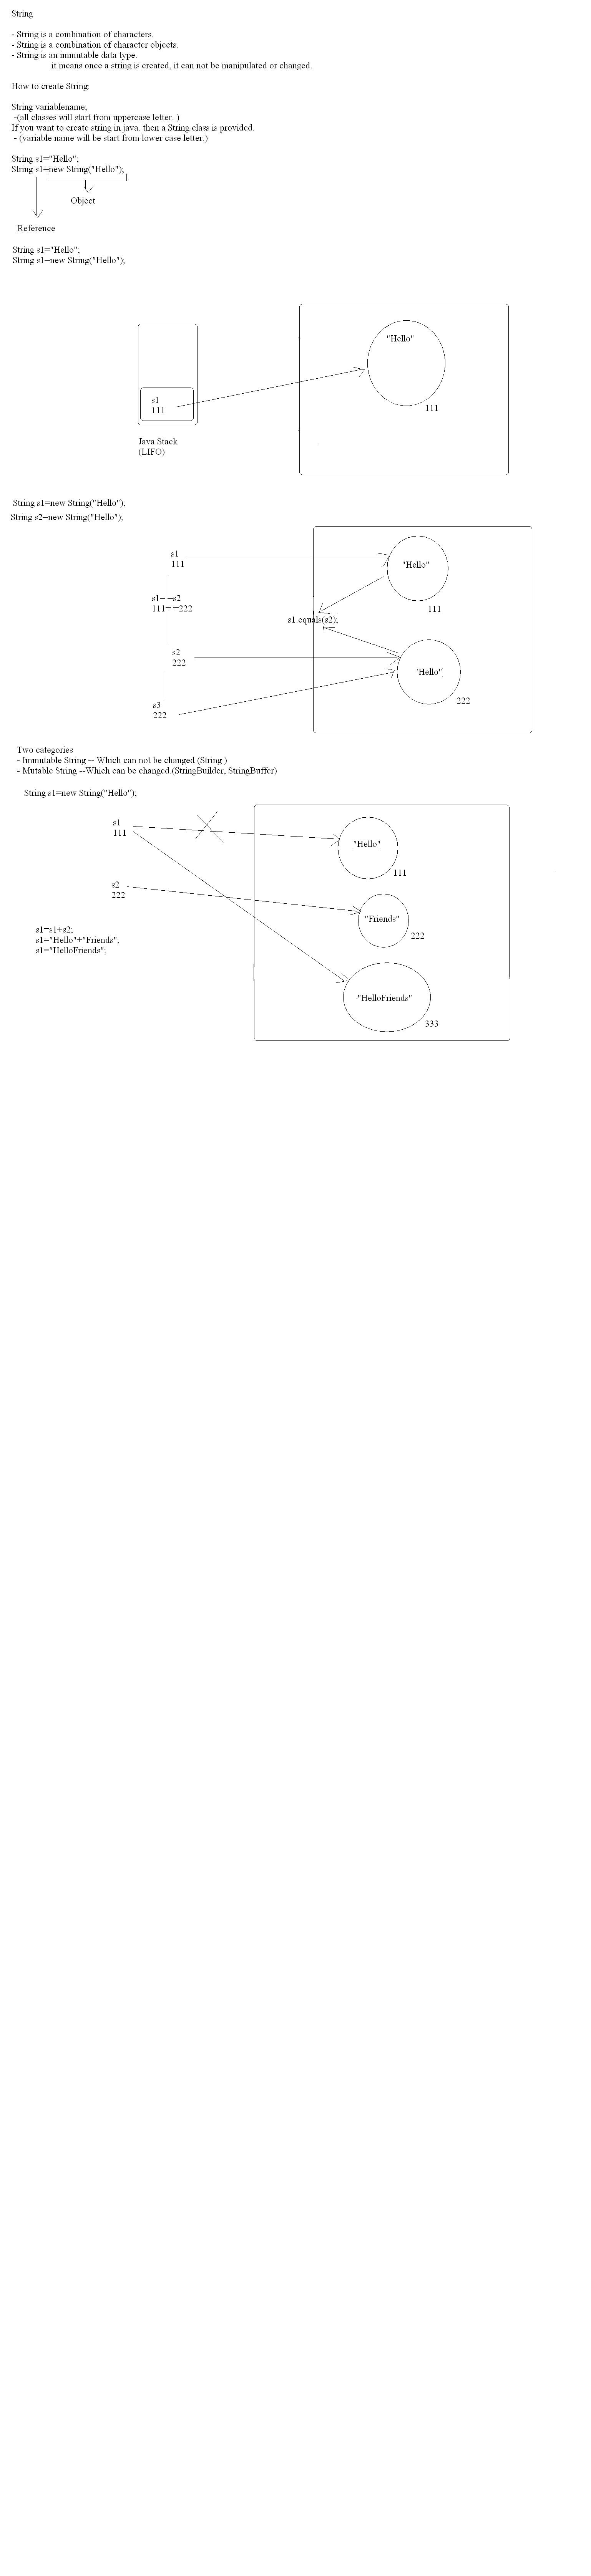 String
- String is a combination of characters.
- String is a combination of character objects.
- String is an immutable data type.
it means once a string is created, it can not be manipulated or changed.
How to create String:
String variablename;
-(all classes will start from uppercase letter. )
If you want to create string in java. then a String class is provided.
- (variable name will be start from lower case letter.)
String s1="Hello";
String s1=new String("Hello");
Object
Reference
String s1="Hello";
String s1=new String("Hello");
"Hello"
s1
111
111
Java Stack
(LIFO)
String s1=new String("Hello");
String s2=new String("Hello");
s1
111
"Hello"
s1= =s2
111= =222
111
s1.equals(s2);
s2
222
"Hello"
222
s3
222
Two categories
- Immutable String -- Which can not be changed (String )
- Mutable String --Which can be changed.(StringBuilder, StringBuffer)
String s1=new String("Hello");
s1
111
"Hello"
111
s2
222
"Friends"
222
s1=s1+s2;
s1="Hello"+"Friends";
s1="HelloFriends";
"HelloFriends"
333